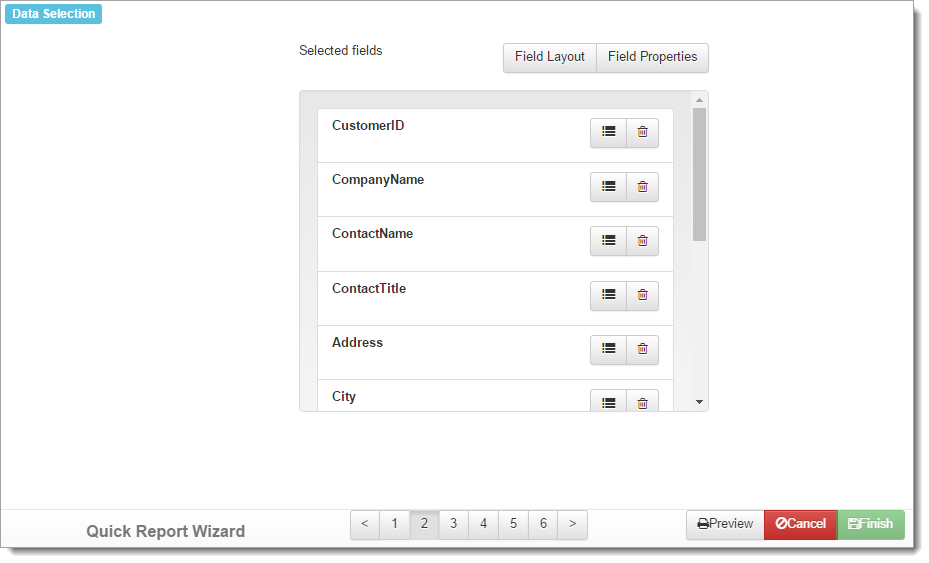 Data Selection
Selected fields
Field Layout Field Properties
CustomerID
CompanyName
ContactName
ContactTitle
Address
City
Quick Report Wizard
< 1 2 3 4 5 6 >
Preview Cancel Finish